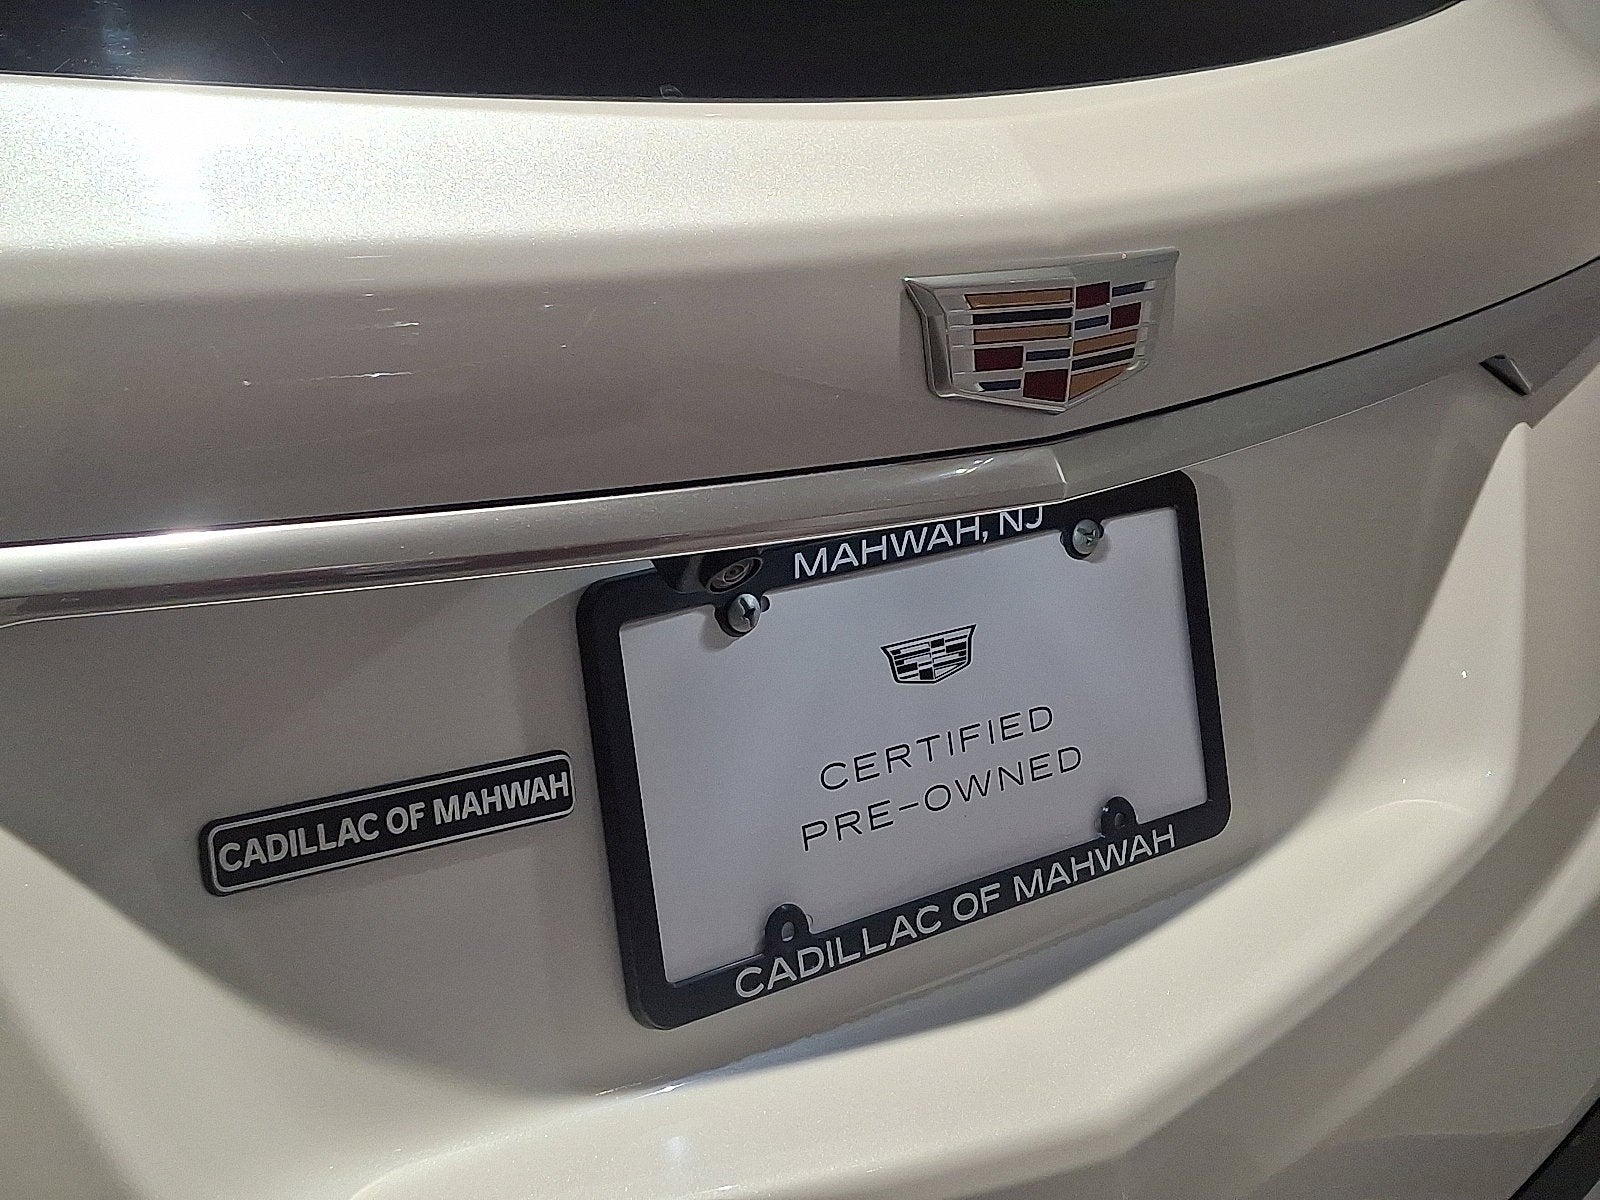 MAHWAH, NJ
CERTIFIED
PRE-OWNED
CADILLAC OF MAHWAH
CADILLAC OF MAHWAH